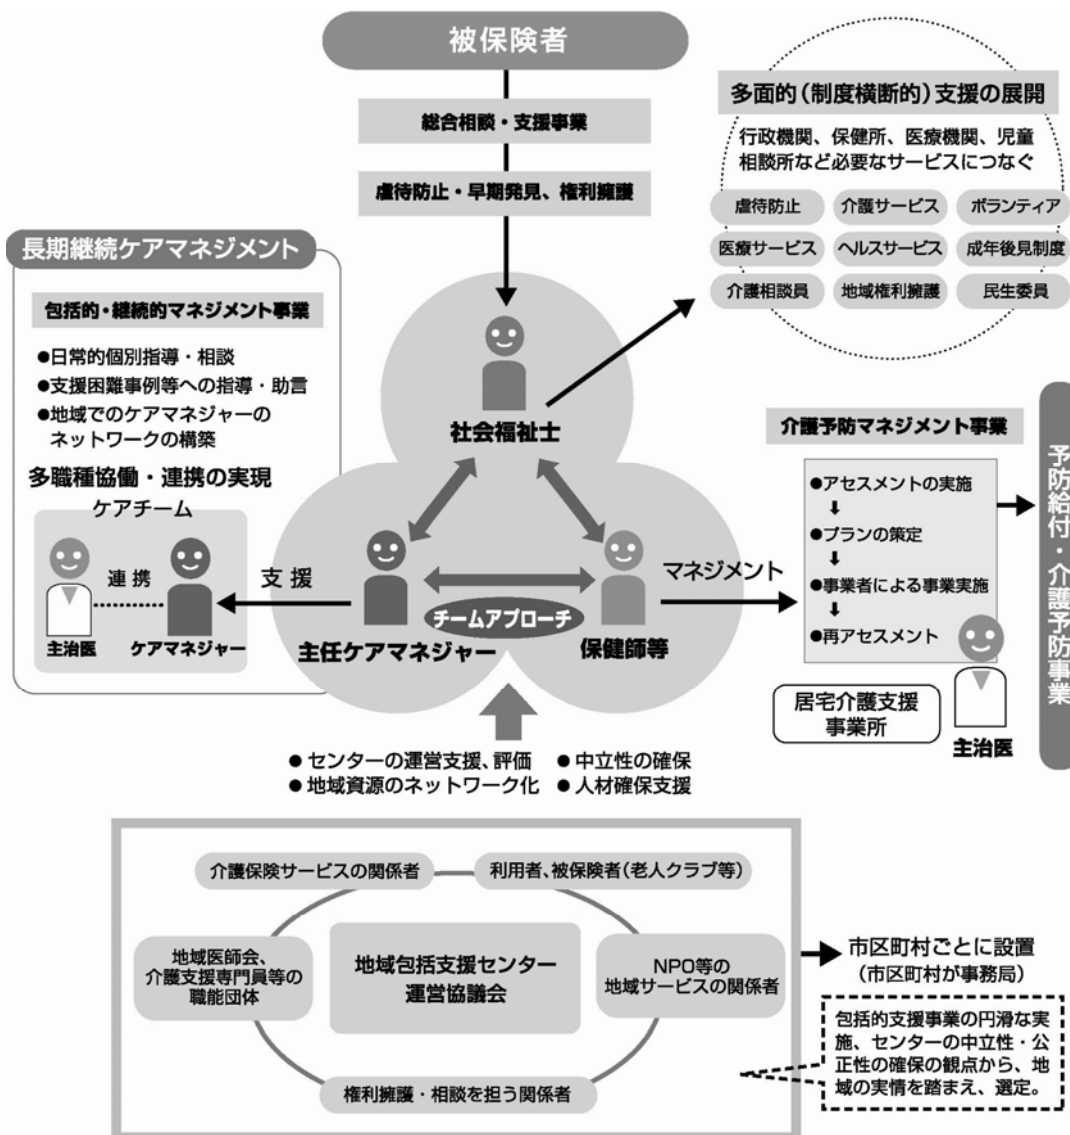 被保険者
総合相談・支援事業
虐待防止・早期発見、権利擁護
多面的(制度横断的)支援の展開
行政機関、保健所、医療機関、児童
相談所など必要なサービスにつなぐ
虐待防止
介護サービス
ボランティア
医療サービス
ヘルスサービス
成年後見制度
介護相談員
地域権利擁護
民生委員
長期継続ケアマネジメント
包括的・継続的マネジメント事業
●日常的個別指導・相談
●支援困難事例等への指導・助言
●地域でのケアマネジャーの
ネットワークの構築
多職種協働・連携の実現
ケアチーム
連携
主治医
ケアマネジャー
支援
社会福祉士
チームアプローチ
主任ケアマネジャー
保健師等
マネジメント
介護予防マネジメント事業
●アセスメントの実施
●プランの策定
●事業者による事業実施
●再アセスメント
居宅介護支援
事業所
主治医
予防給付・介護予防事業
●センターの運営支援、評価
●中立性の確保
●地域資源のネットワーク化
●人材確保支援
介護保険サービスの関係者
利用者、被保険者(老人クラブ等)
地域医師会、
介護支援専門員等の
職能団体
地域包括支援センター
運営協議会
NPO等の
地域サービスの関係者
権利擁護・相談を担う関係者
市区町村ごとに設置
(市区町村が事務局)
包括的支援事業の円滑な実
施、センターの中立性・公
正性の確保の観点から、地
域の実情を踏まえ、選定。